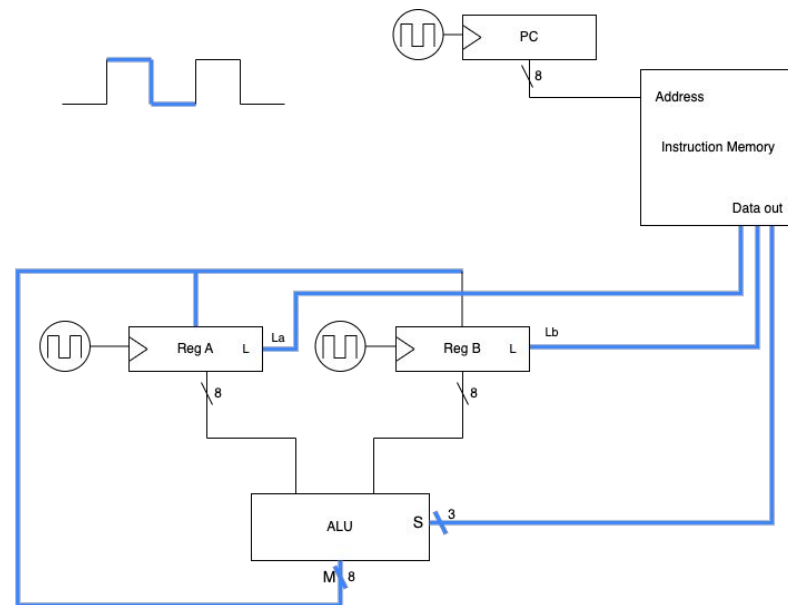 PC
8
Address
Instruction Memory
Data out
La
Lb
Reg A
L
Reg B
L
8
8
ALU
S
3
M
8